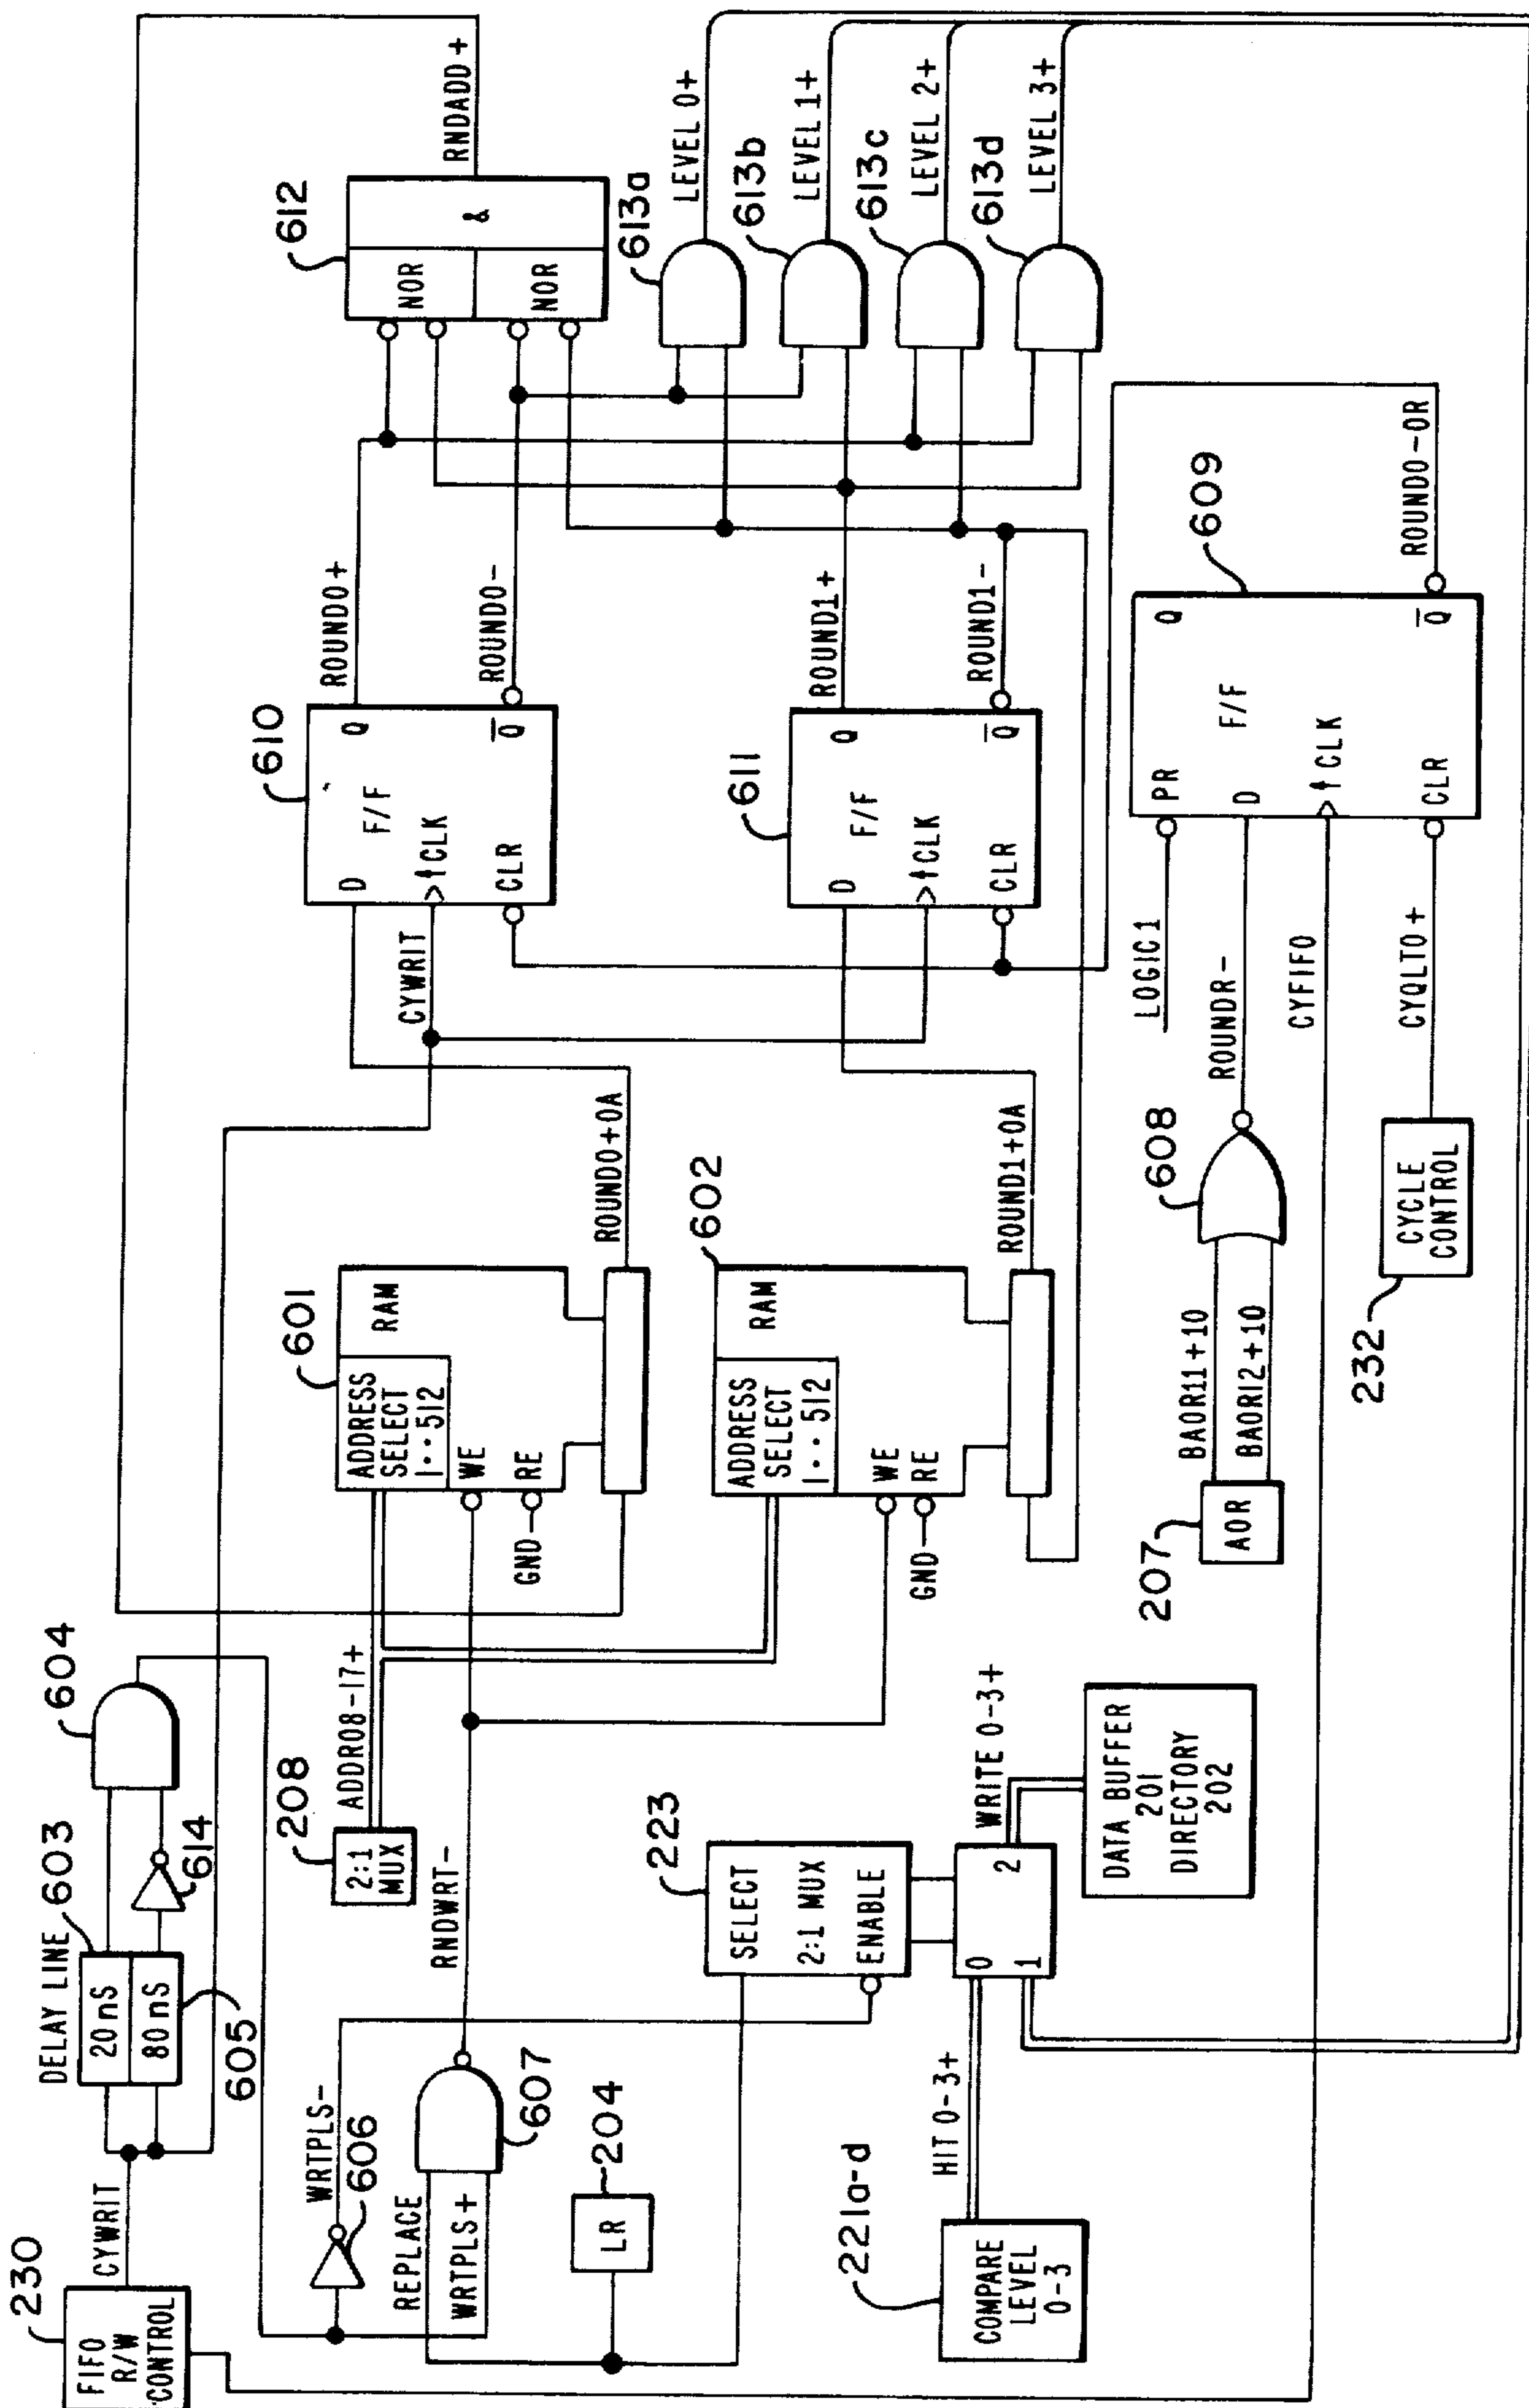 230
FIFO
R/W
CONTROL
CYWRIT
DELAY LINE 603
20 nS
80 nS
605
614
604
WRTPLS-
606
REPLACE
WRTPLS+
607
LR
204
RNDWRT-
208
2:1
MUX
ADDR08-17+
221a-d
COMPARE
LEVEL
0-3
HIT 0-3+
223
SELECT
2:1 MUX
ENABLE
0
1
2
WRITE 0-3+
DATA BUFFER
201
DIRECTORY
202
601
ADDRESS
SELECT
1··512
RAM
WE
RE
GND
ROUND0+0A
602
ADDRESS
SELECT
1··512
RAM
WE
RE
GND
ROUND1+0A
207
AOR
BAOR11+10
BAOR12+10
608
ROUNDR-
232
CYCLE
CONTROL
CYQLT0+
CYFIFO
LOGIC1
CYWRIT
610
D
F/F
Q
↑CLK
CLR
Q̅
ROUND0+
ROUND0-
611
D
F/F
Q
↑CLK
CLR
Q̅
ROUND1+
ROUND1-
609
PR
Q
D
F/F
↑CLK
CLR
Q̅
ROUND0-OR
612
NOR
NOR
&
RNDADD+
613a
LEVEL 0+
613b
LEVEL 1+
613c
LEVEL 2+
613d
LEVEL 3+